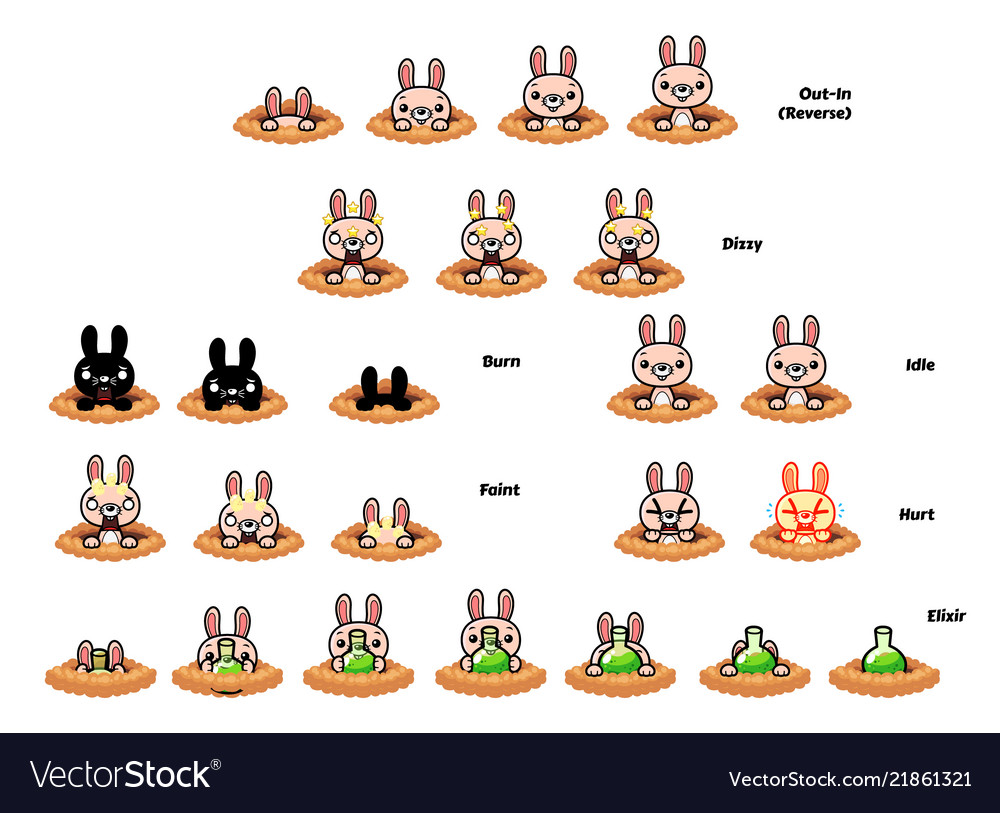 Out-In
(Reverse)
Dizzy
Burn
Idle
Faint
Hurt
Elixir
VectorStock®
VectorStock.com/21861321